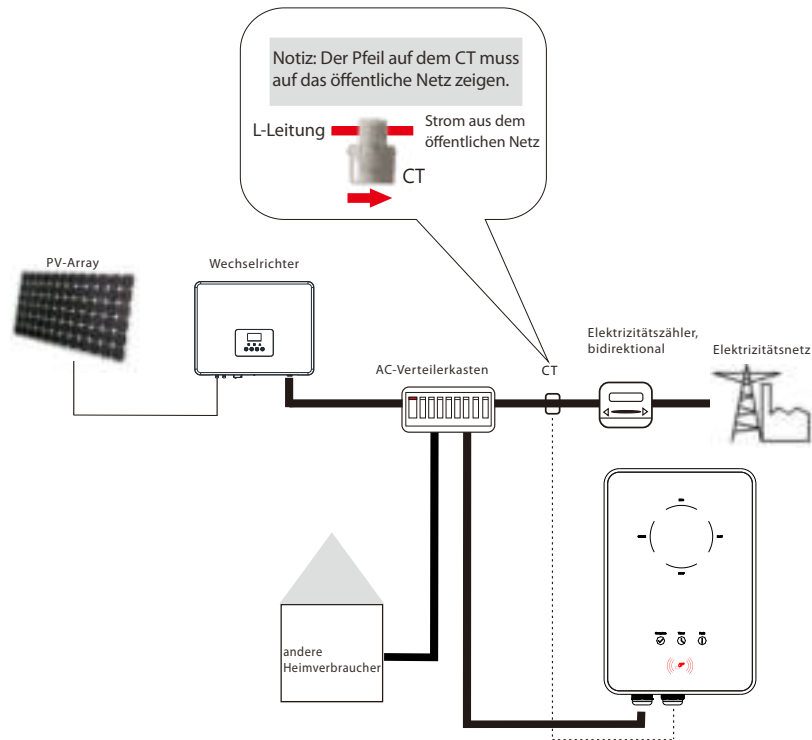 Notiz: Der Pfeil auf dem CT muss
auf das öffentliche Netz zeigen.
L-Leitung
Strom aus dem
öffentlichen Netz
CT
PV-Array
Wechselrichter
AC-Verteilerkasten
CT
Elektrizitätszähler,
bidirektional
Elektrizitätsnetz
andere
Heimverbraucher